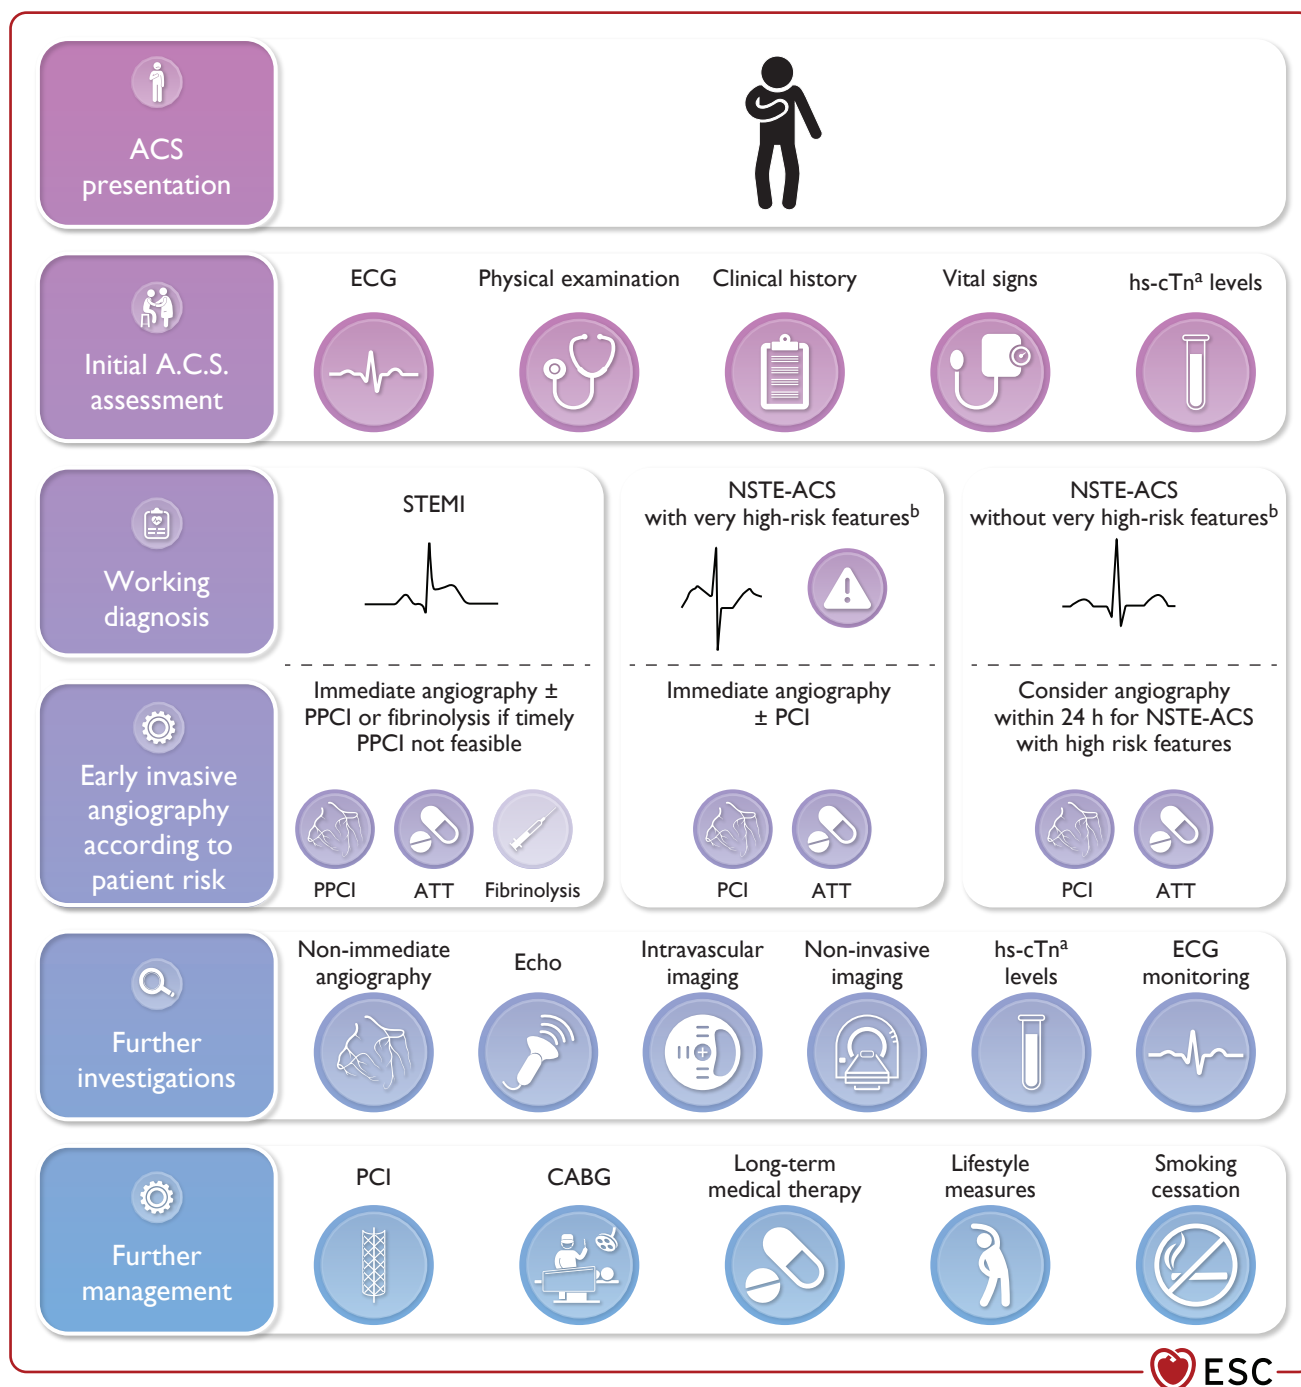 ACS
presentation
Initial A.C.S.
assessment
ECG
Physical examination
Clinical history
Vital signs
hs-cTnᵃ levels
Working
diagnosis
STEMI
NSTE-ACS
with very high-risk featuresᵇ
NSTE-ACS
without very high-risk featuresᵇ
Early invasive
angiography
according to
patient risk
Immediate angiography ±
PPCI or fibrinolysis if timely
PPCI not feasible
PPCI
ATT
Fibrinolysis
Immediate angiography
± PCI
PCI
ATT
Consider angiography
within 24 h for NSTE-ACS
with high risk features
PCI
ATT
Further
investigations
Non-immediate
angiography
Echo
Intravascular
imaging
Non-invasive
imaging
hs-cTnᵃ
levels
ECG
monitoring
Further
management
PCI
CABG
Long-term
medical therapy
Lifestyle
measures
Smoking
cessation
ESC